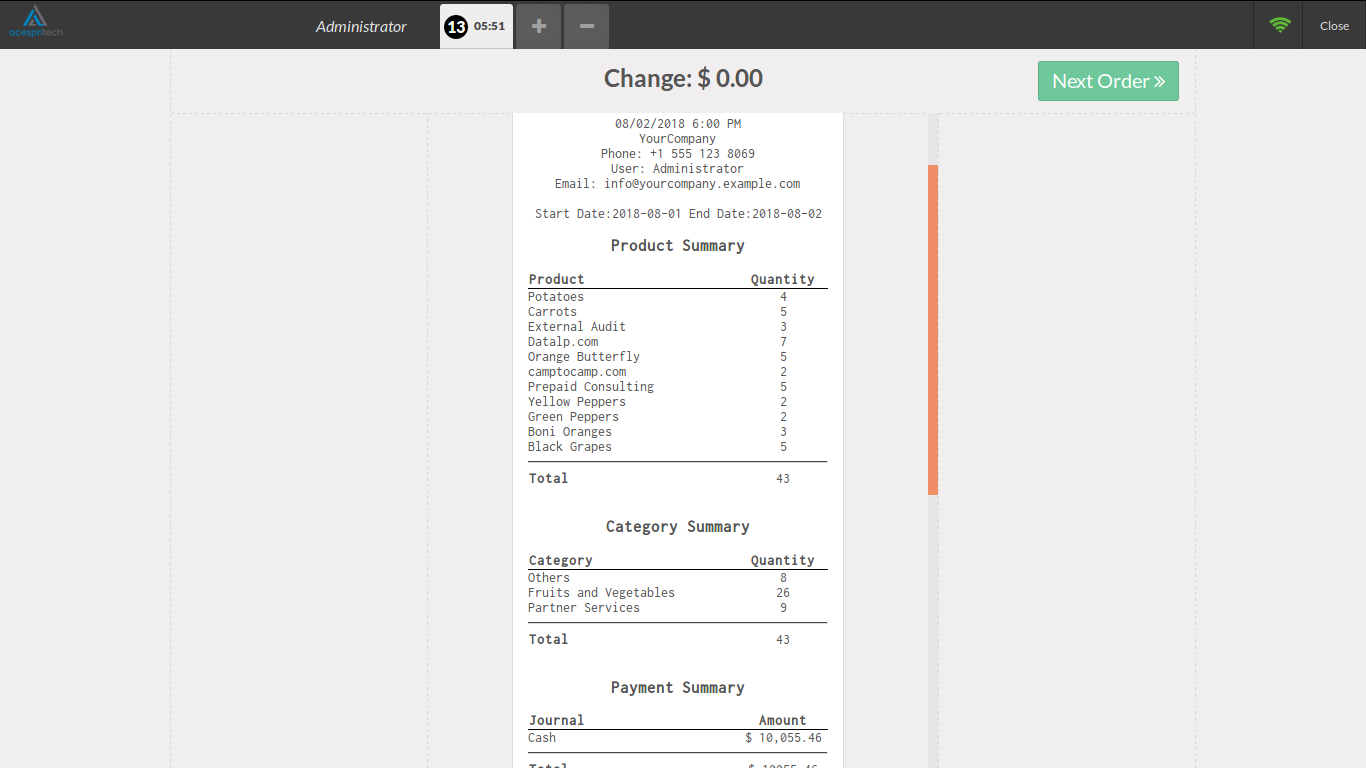 acespritech
Administrator
13 05:51
+
−
Close
Change: $ 0.00
Next Order »
08/02/2018 6:00 PM
YourCompany
Phone: +1 555 123 8069
User: Administrator
Email: info@yourcompany.example.com
Start Date:2018-08-01 End Date:2018-08-02
Product Summary
Product Quantity
Potatoes 4
Carrots 5
External Audit 3
Datalp.com 7
Orange Butterfly 5
camptocamp.com 2
Prepaid Consulting 5
Yellow Peppers 2
Green Peppers 2
Boni Oranges 3
Black Grapes 5
Total 43
Category Summary
Category Quantity
Others 8
Fruits and Vegetables 26
Partner Services 9
Total 43
Payment Summary
Journal Amount
Cash $ 10,055.46
Total $ 10055.46